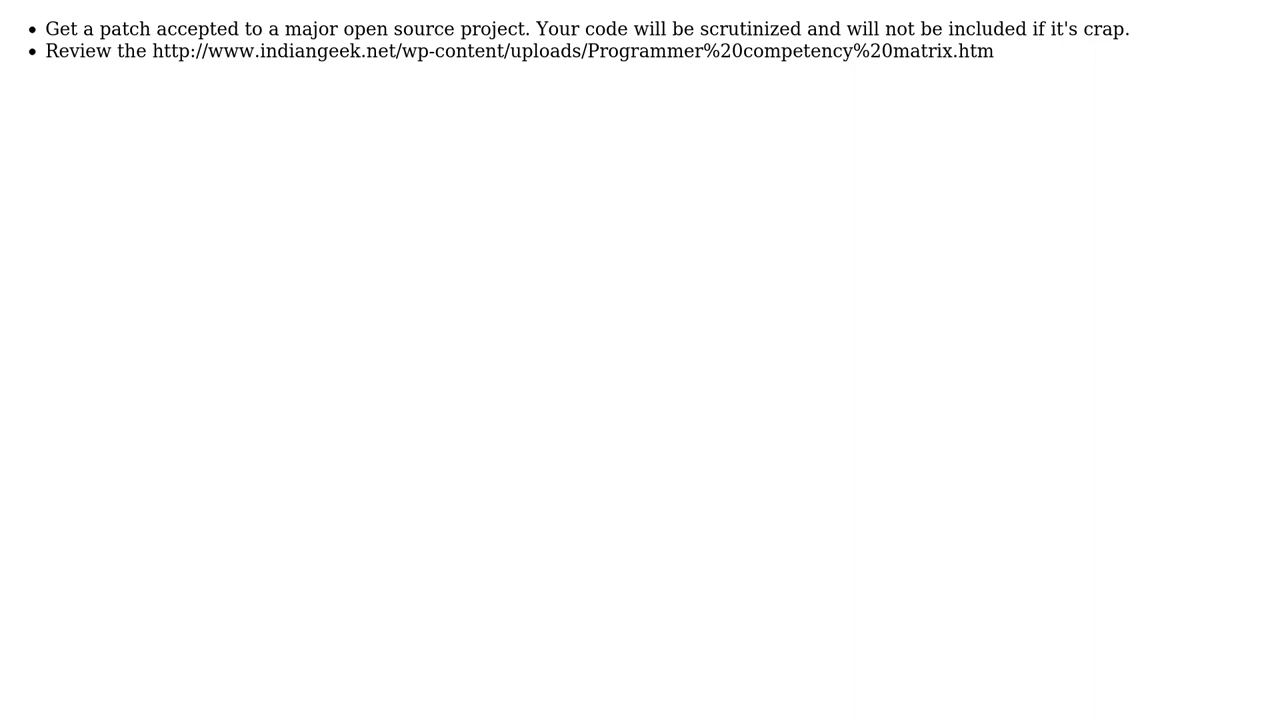 Get a patch accepted to a major open source project. Your code will be scrutinized and will not be included if it's crap.
Review the http://www.indiangeek.net/wp-content/uploads/Programmer%20competency%20matrix.htm